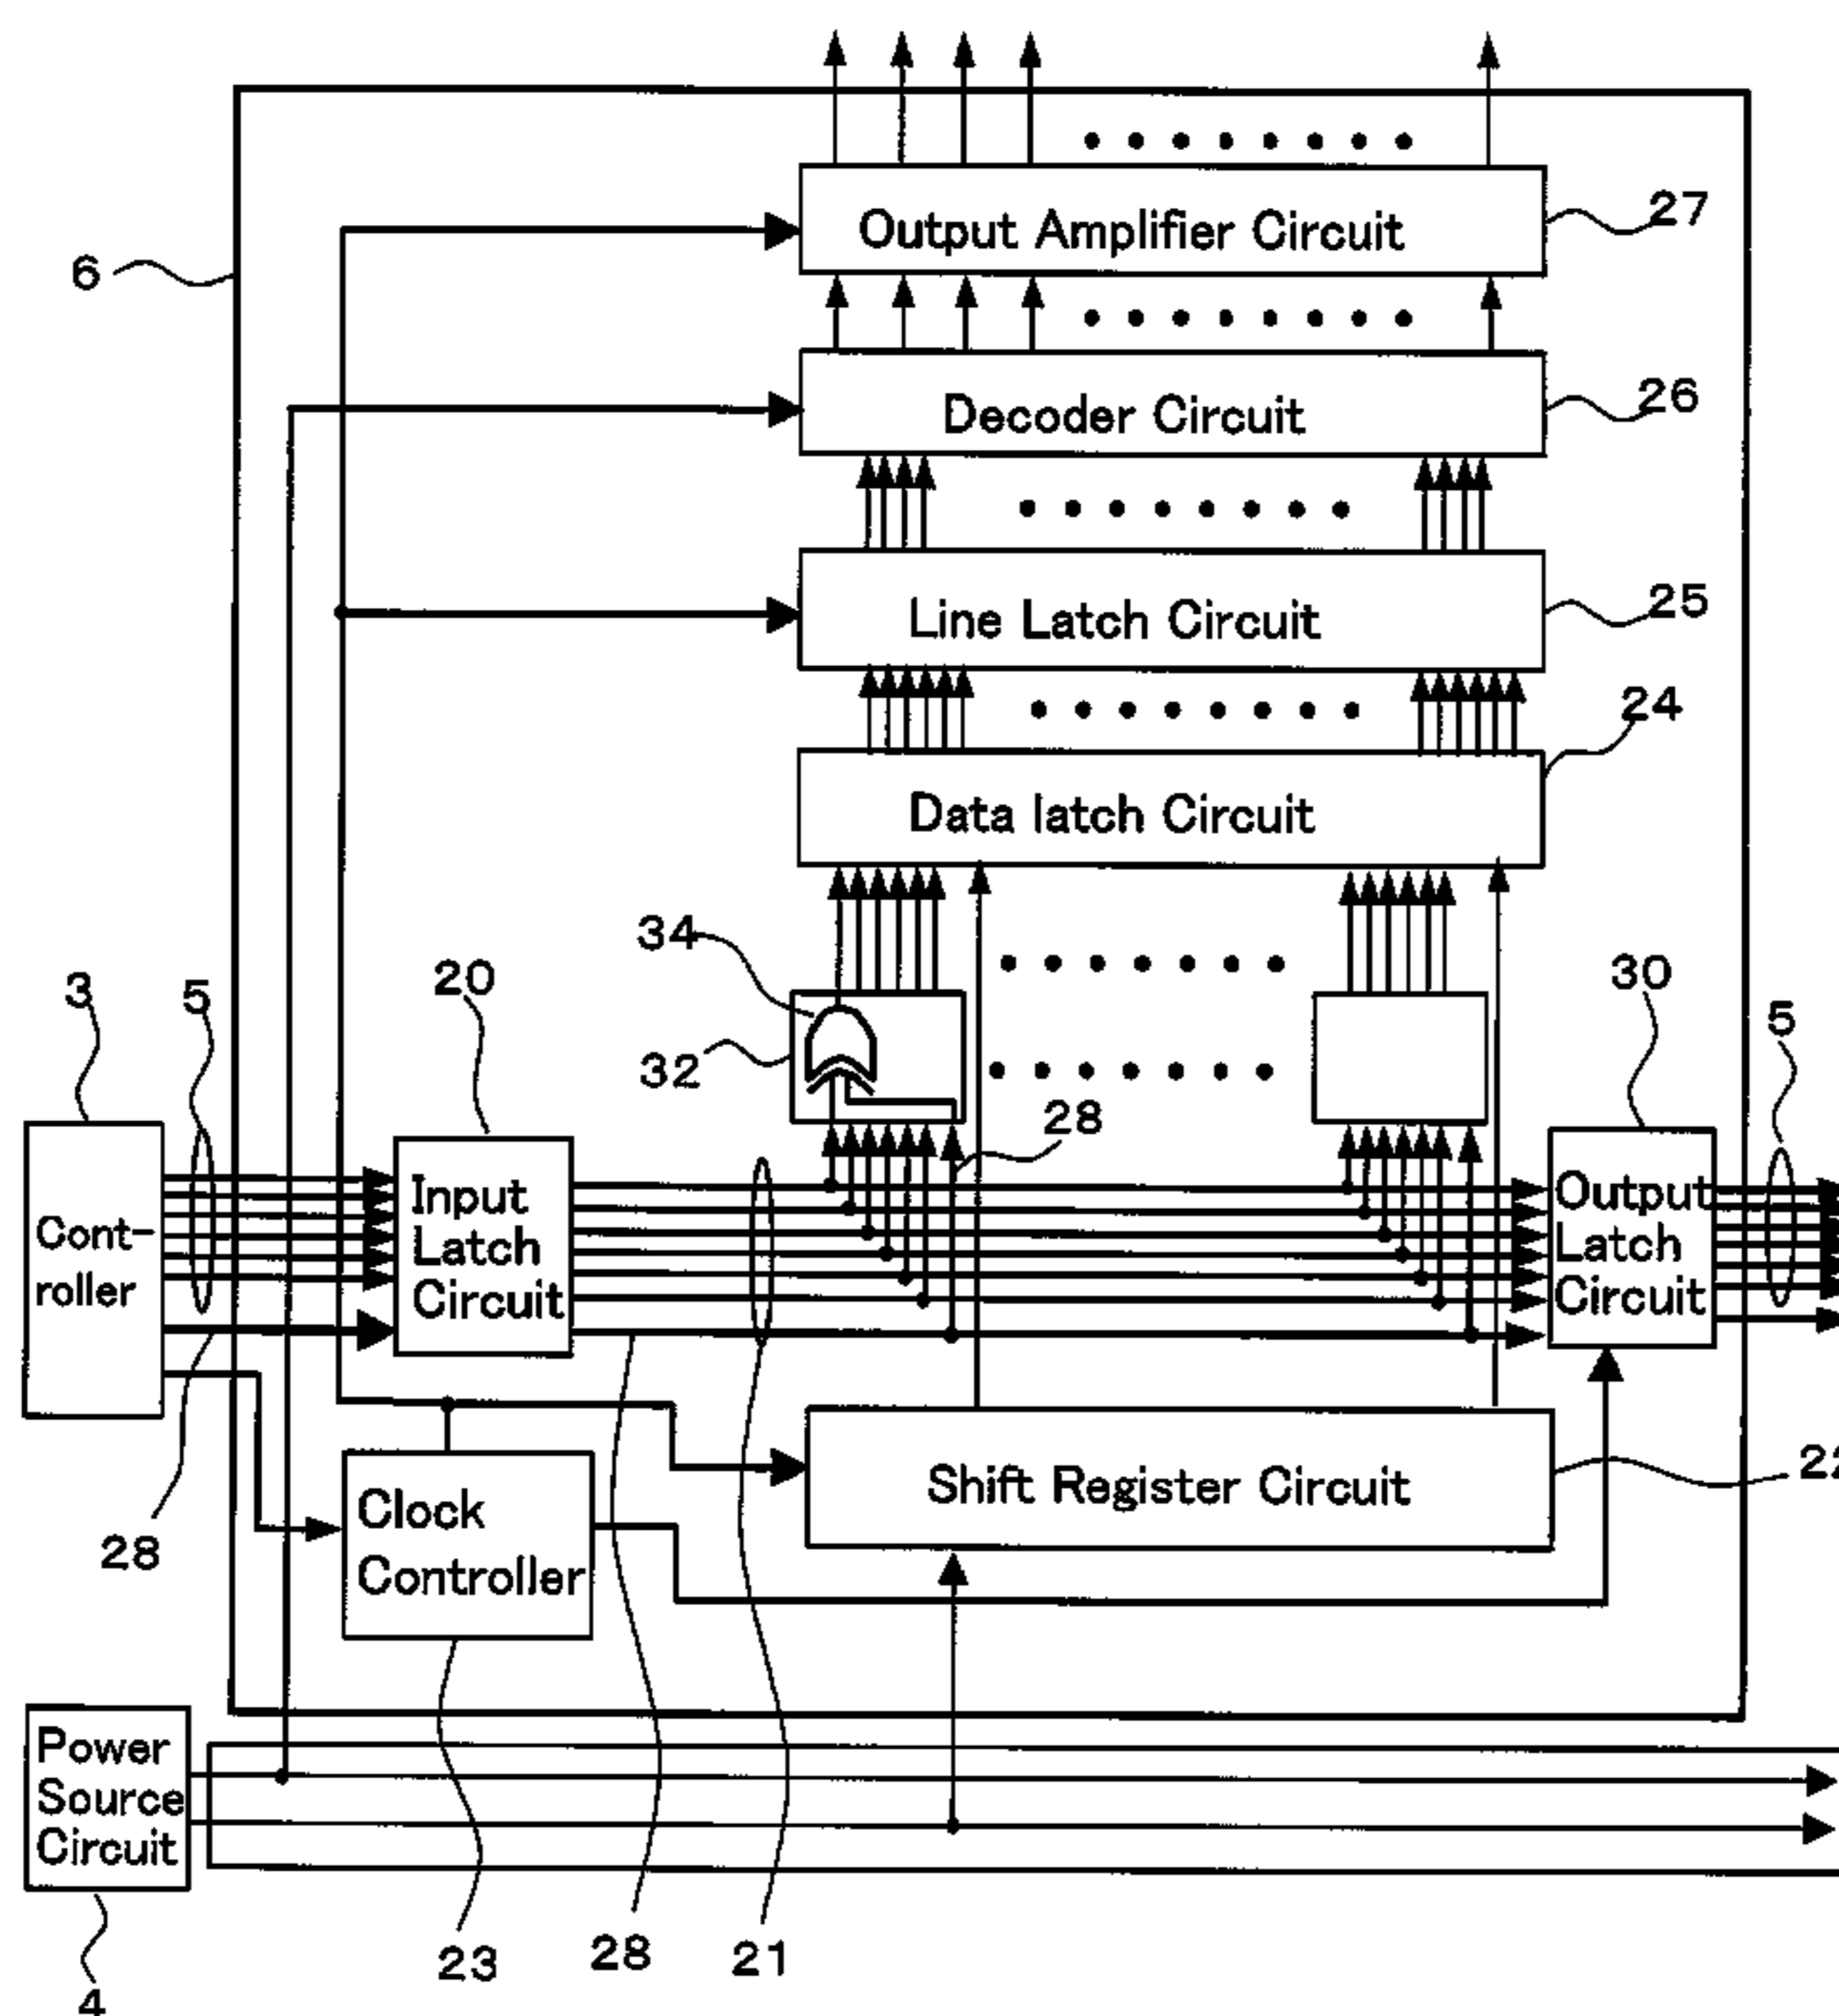 Output Amplifier Circuit
27
6
Decoder Circuit
26
Line Latch Circuit
25
24
Data latch Circuit
34
3
5
20
30
5
32
28
Cont-
roller
Input
Latch
Circuit
Output
Latch
Circuit
Shift Register Circuit
22
Clock
Controller
28
Power
Source
Circuit
23
28
21
4